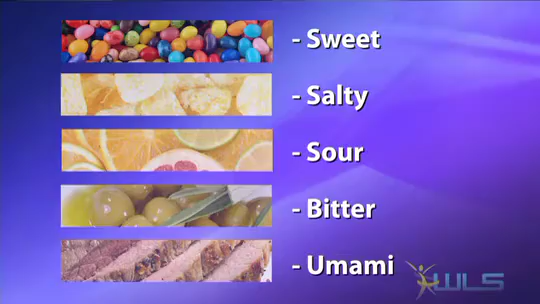 - Sweet
- Salty
- Sour
- Bitter
- Umami
WLS